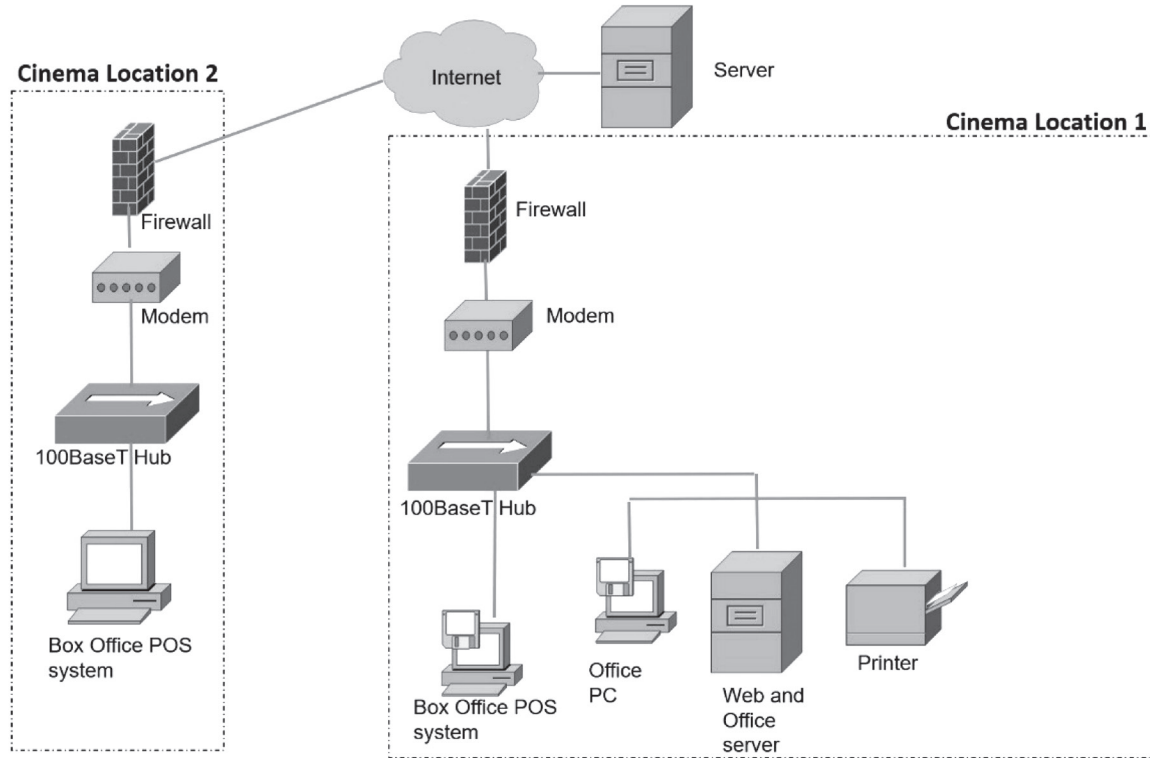 Internet
Server
Cinema Location 2
Cinema Location 1
Firewall
Modem
100BaseT Hub
Box Office POS
system
Firewall
Modem
100BaseT Hub
Box Office POS
system
Office
PC
Web and
Office
server
Printer